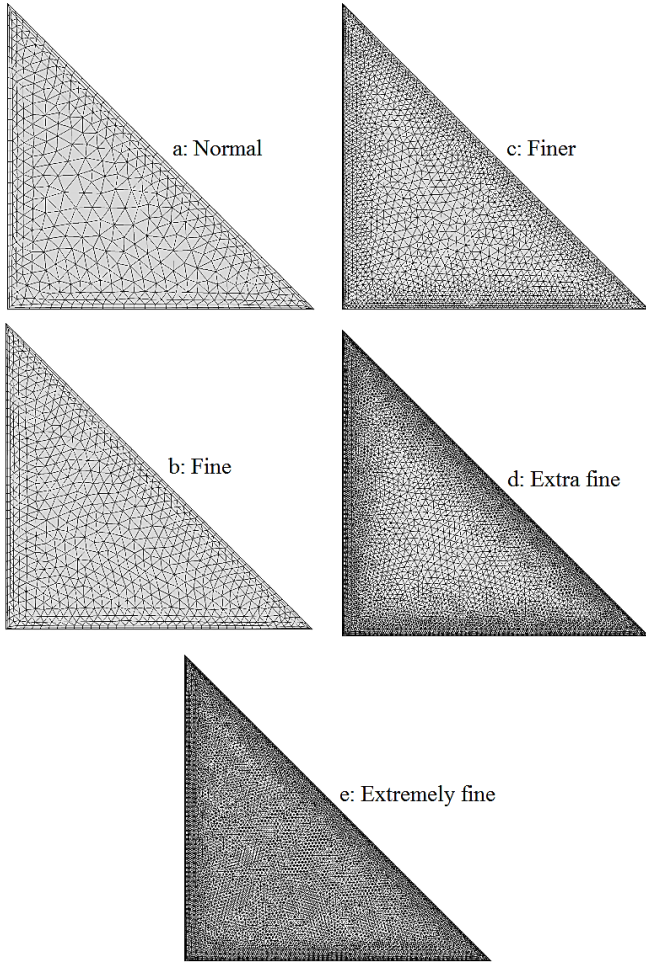 a: Normal
c: Finer
b: Fine
d: Extra fine
e: Extremely fine